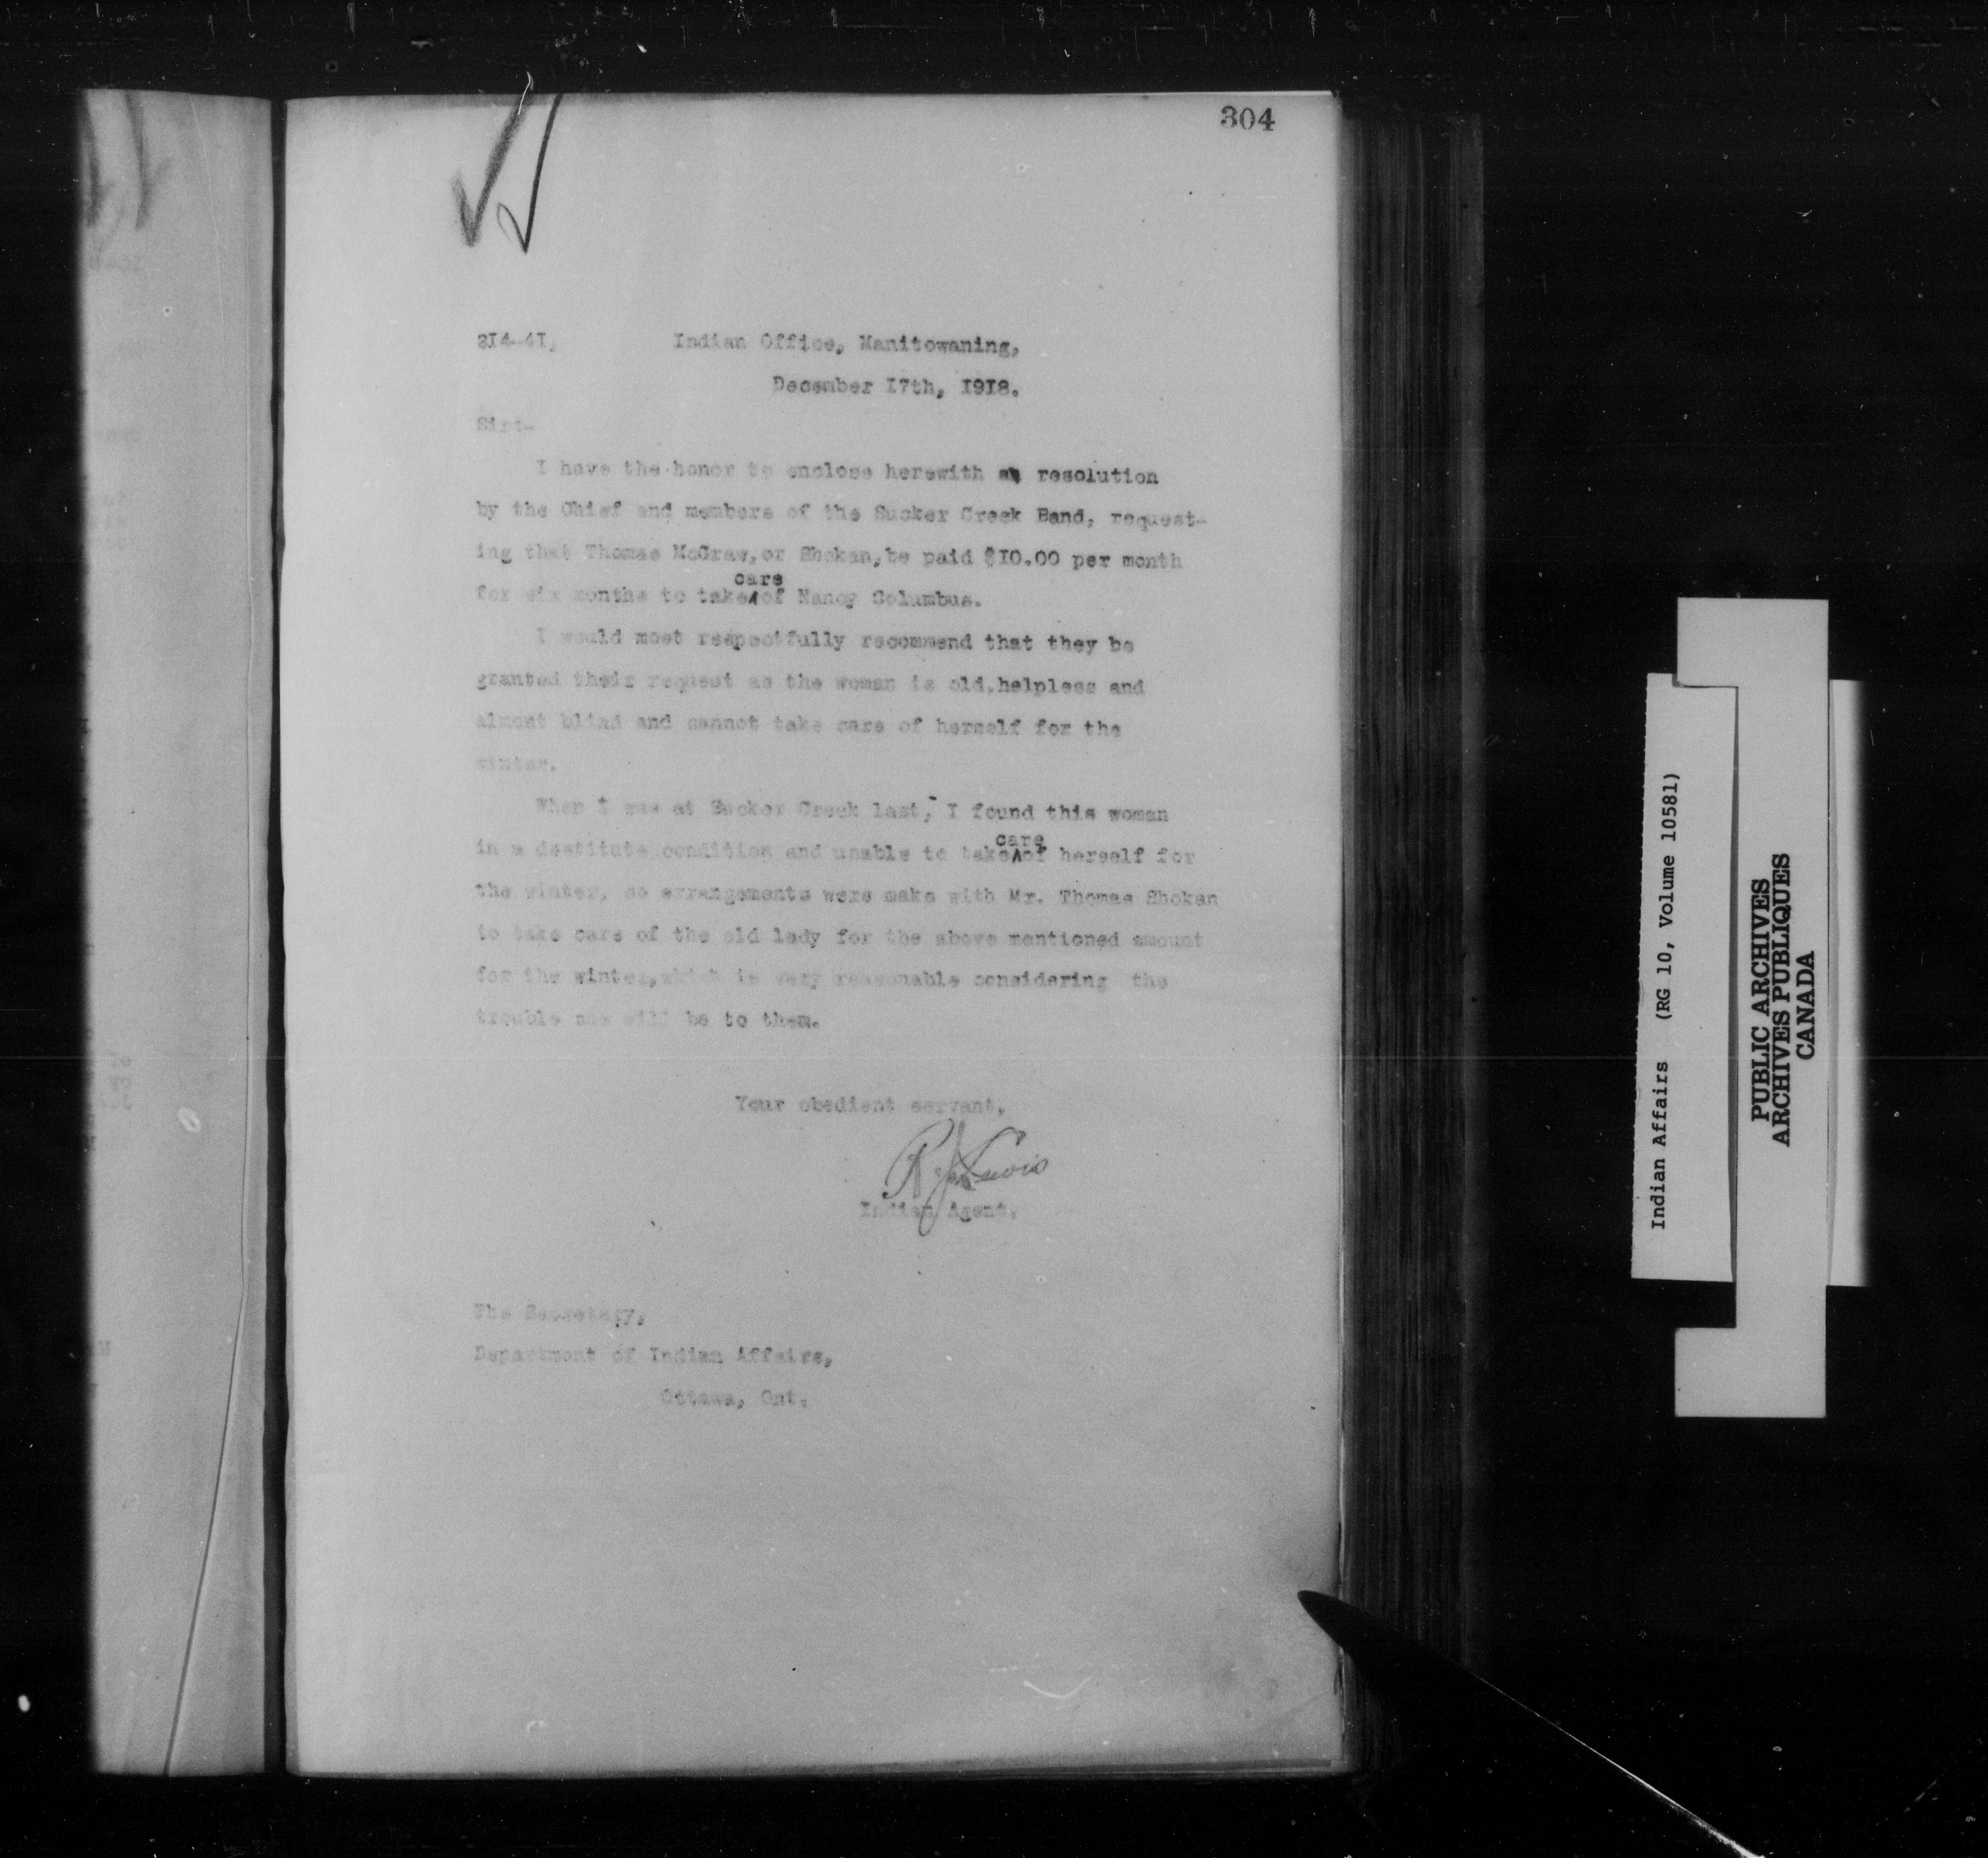 304
814-41, Indian Office, Manitowaning,
December 17th, 1918.
Sir:-
I have the honor to enclose herewith a resolution
by the Chief and members of the Sucker Creek Band, request-
ing that Thomas McGraw, or Shokan, be paid $10.00 per month
for six months to take care of Nancy Columbus.
I would most respectfully recommend that they be
granted their request as the woman is old, helpless and
almost blind and cannot take care of herself for the
winter.
When I was at Sucker Creek last, I found this woman
in a destitute condition and unable to take care of herself for
the winter, so arrangements were make with Mr. Thomas Shokan
to take care of the old lady for the above mentioned amount
for the winter, which is very reasonable considering the
trouble she will be to them.
Your obedient servant,
R J Lewis
Indian Agent.
The Secretary,
Department of Indian Affairs,
Ottawa, Ont.
Indian Affairs (RG 10, Volume 10581)
PUBLIC ARCHIVES
ARCHIVES PUBLIQUES
CANADA